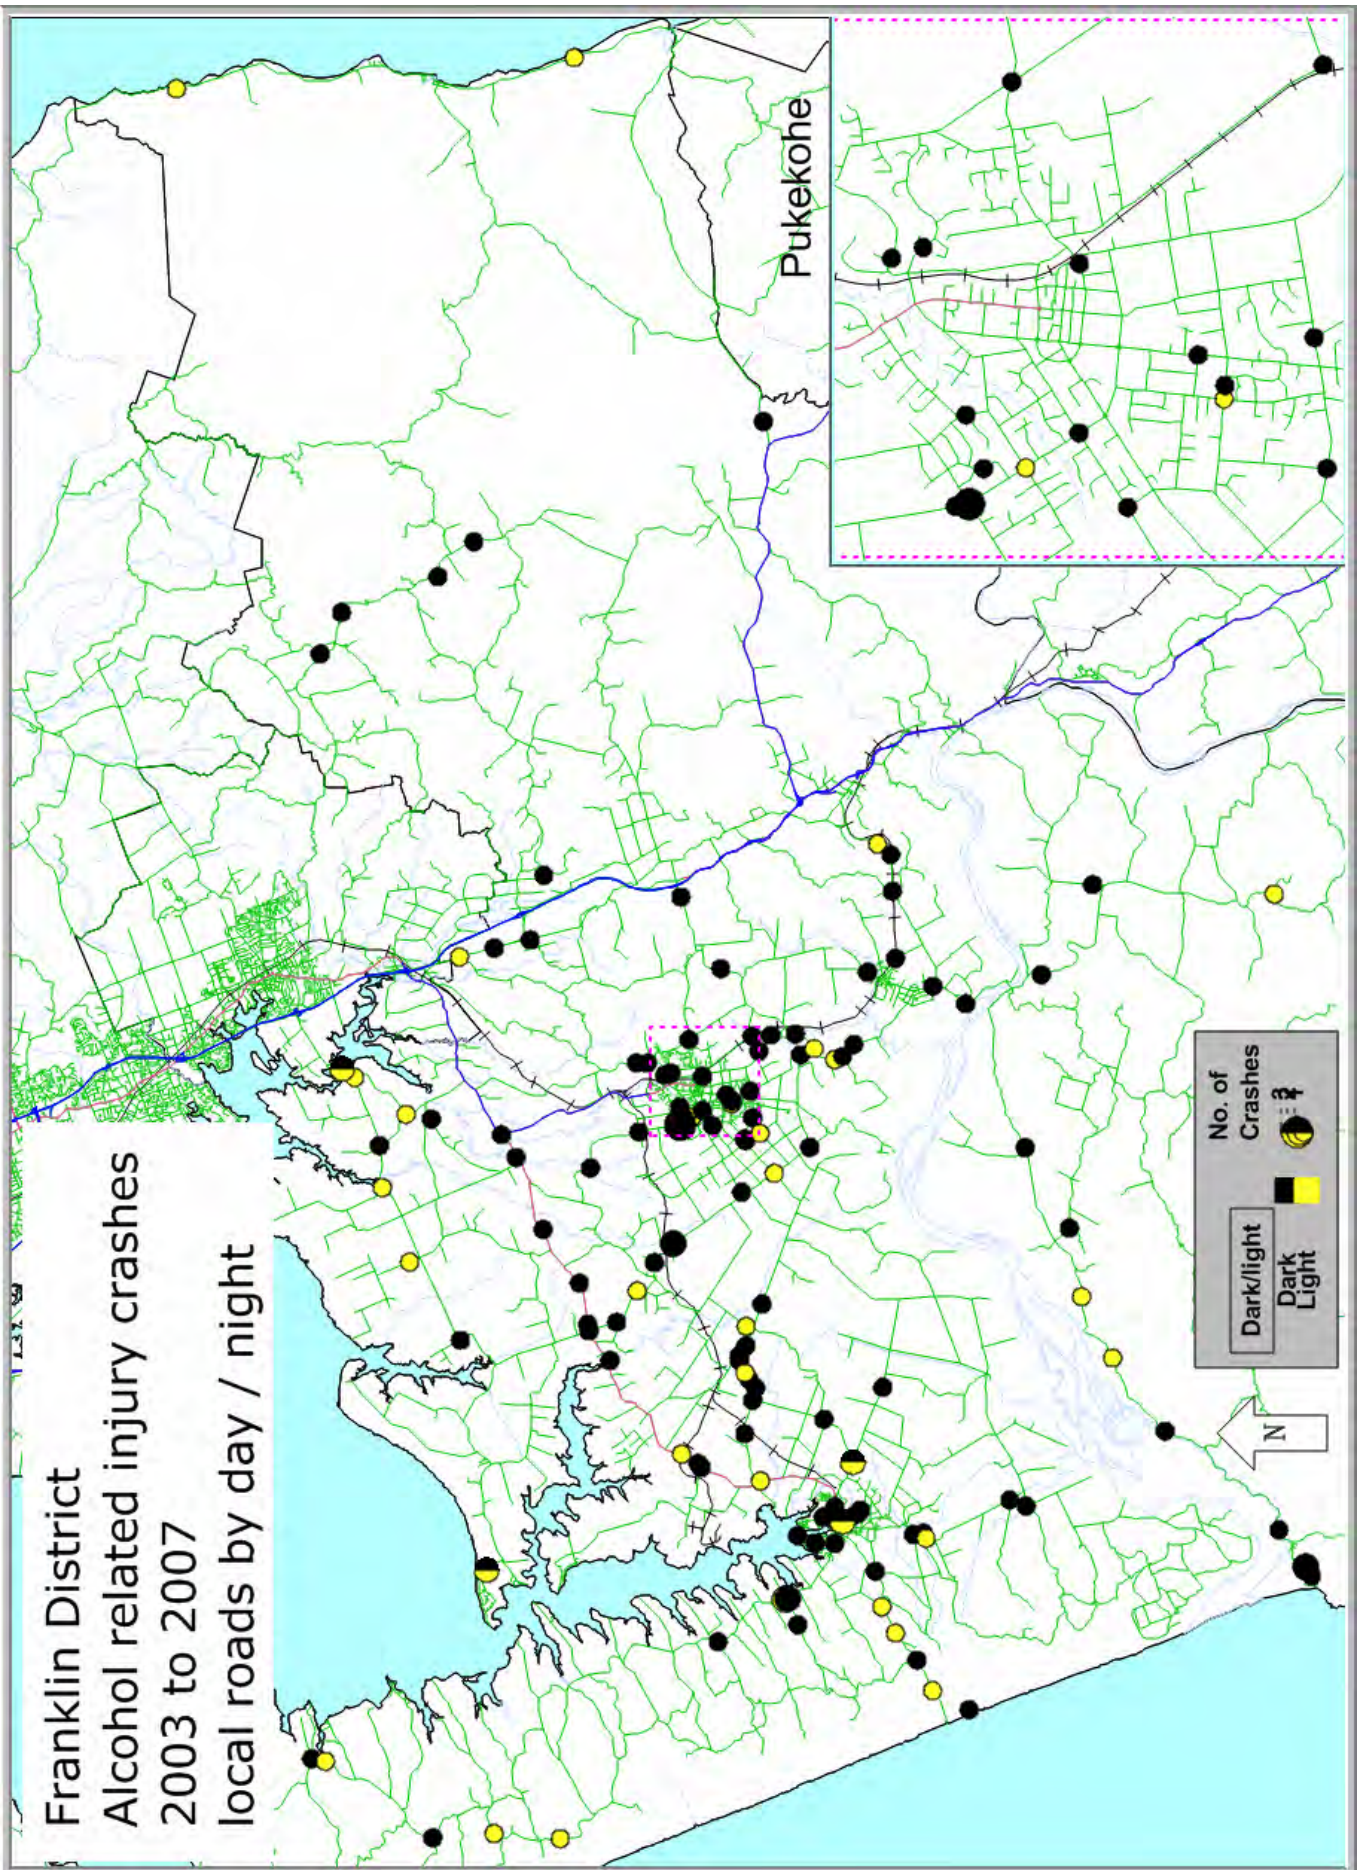 Franklin District
Alcohol related injury crashes
2003 to 2007
local roads by day / night
Pukekohe
Dark/light
Dark
Light
No. of
Crashes
N